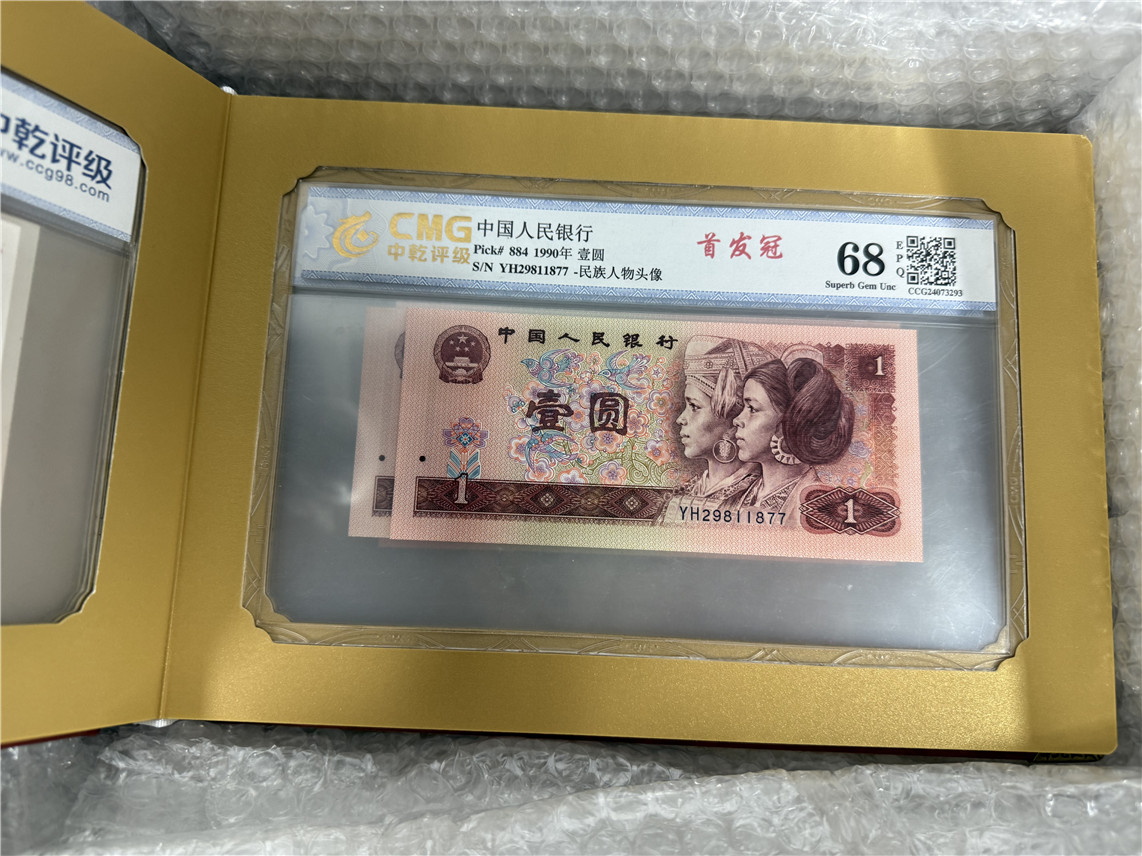 中乾评级
www.ccg98.com
CMG
中乾评级
中国人民银行
Pick# 884 1990年 壹圆
S/N YH29811877 -民族人物头像
首发冠
68
EPQ
Superb Gem Unc
CCG24073293
中国人民银行
1
壹圆
1
YH29811877
1